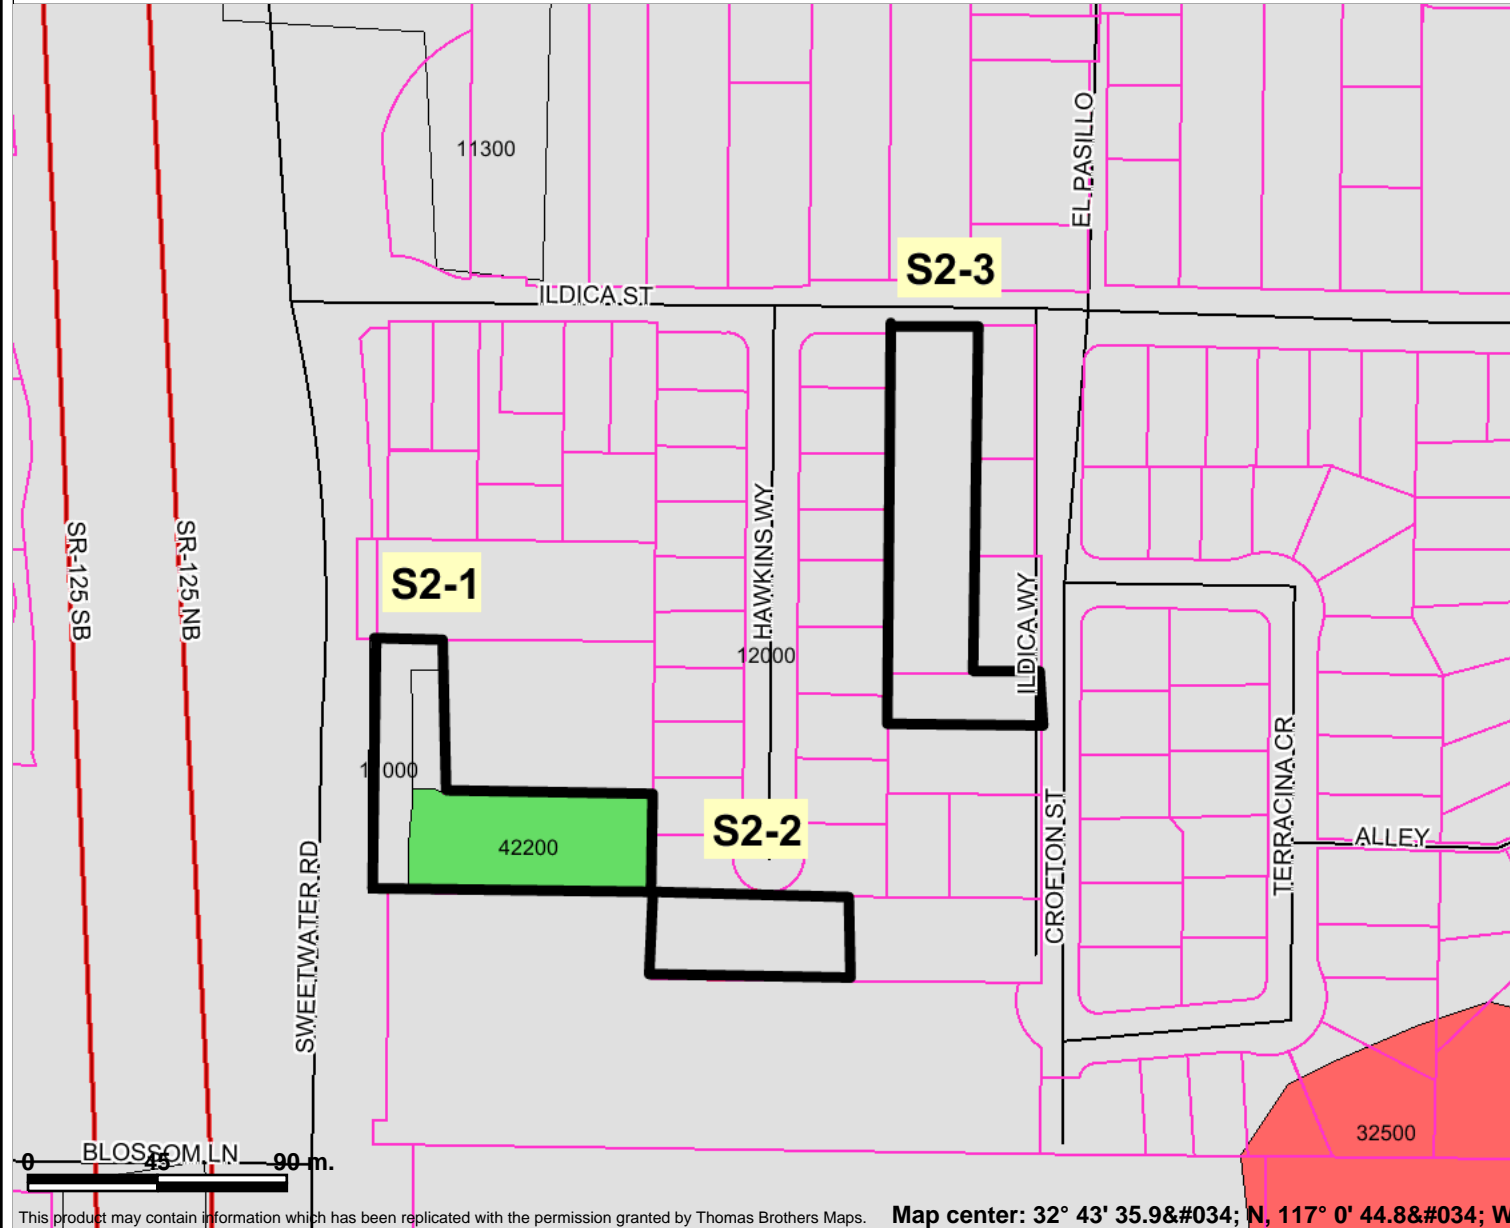 11300
EL PASILLO
S2-3
ILDICA ST
SR-125 SB
SR-125 NB
S2-1
HAWKINS WY
12000
ILDICA WY
42200
S2-2
SWEETWATER RD
CROFTON ST
TERRACINA CR
ALLEY
32500
BLOSSOM LN
0 45 90 m.
This product may contain information which has been replicated with the permission granted by Thomas Brothers Maps.
Map center: 32° 43' 35.9&#034; N, 117° 0' 44.8&#034; W